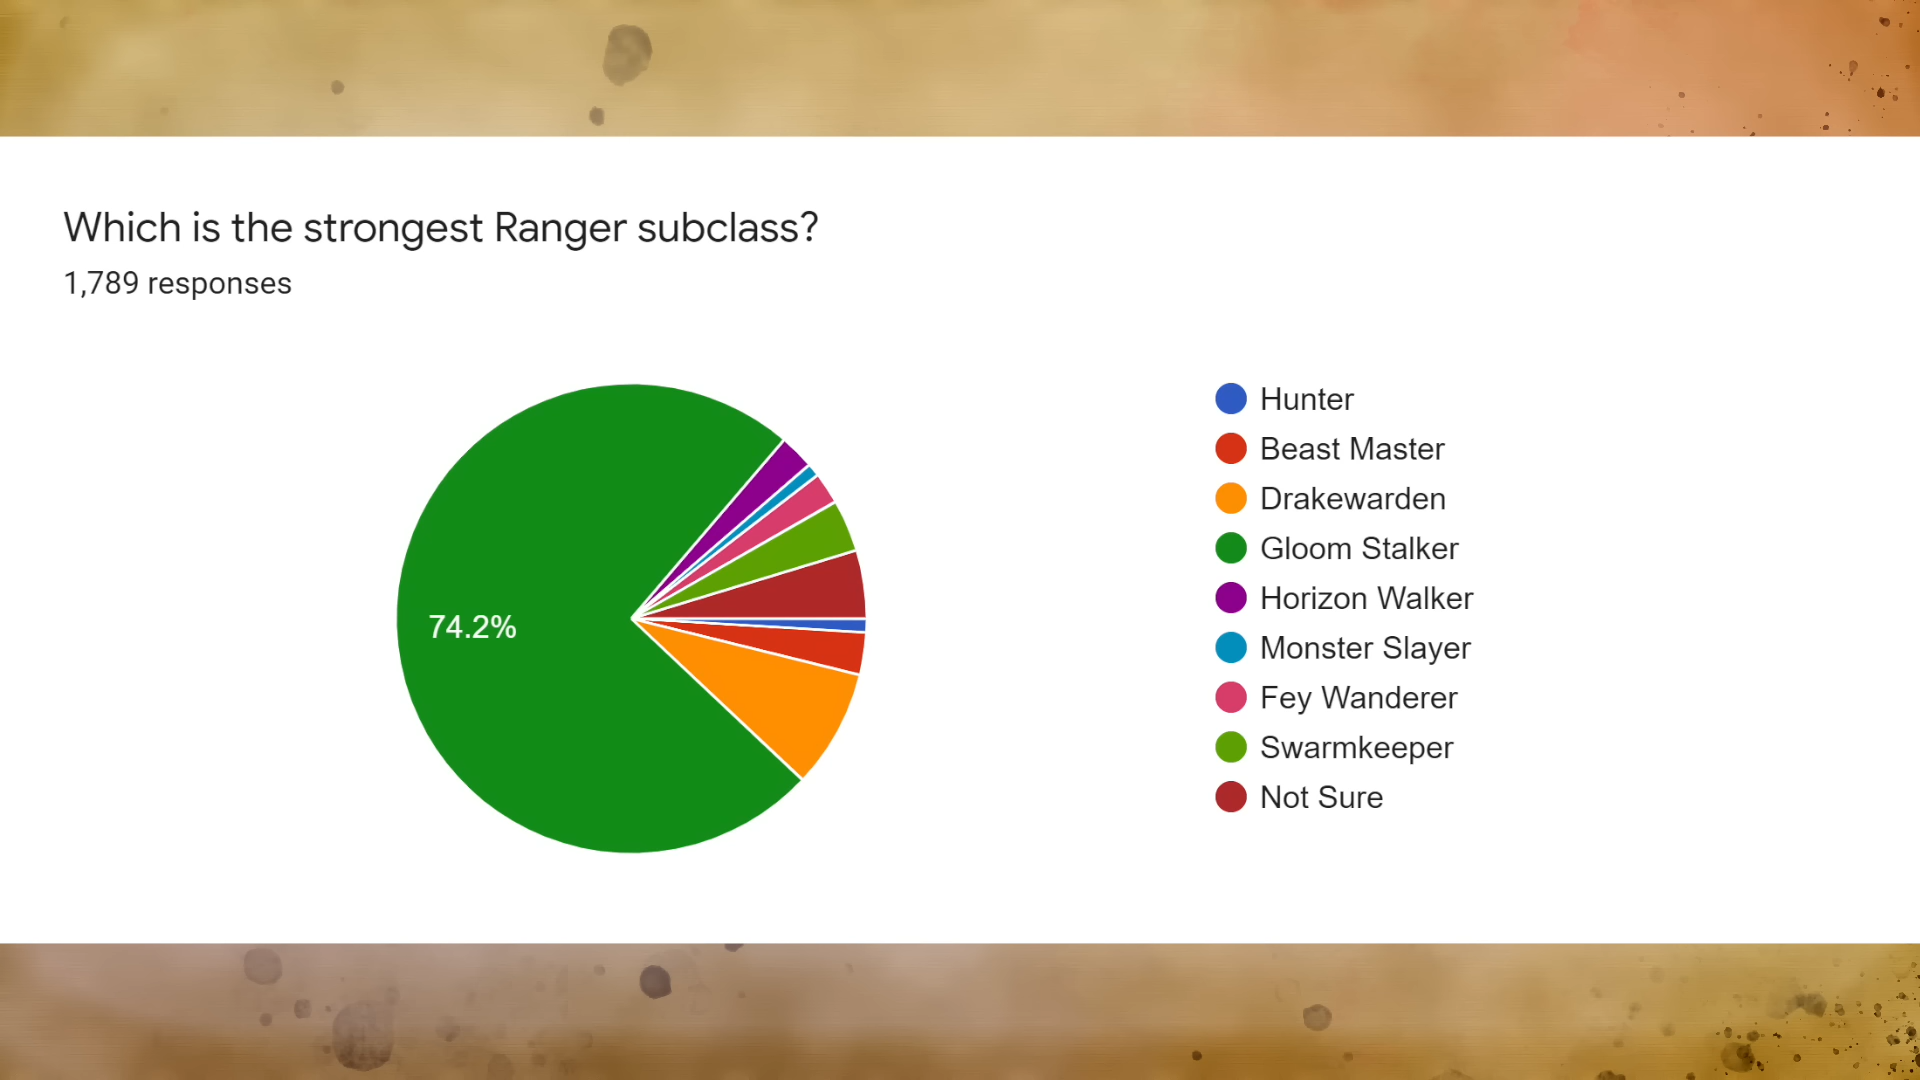 Which is the strongest Ranger subclass?
1,789 responses
74.2%
Hunter
Beast Master
Drakewarden
Gloom Stalker
Horizon Walker
Monster Slayer
Fey Wanderer
Swarmkeeper
Not Sure